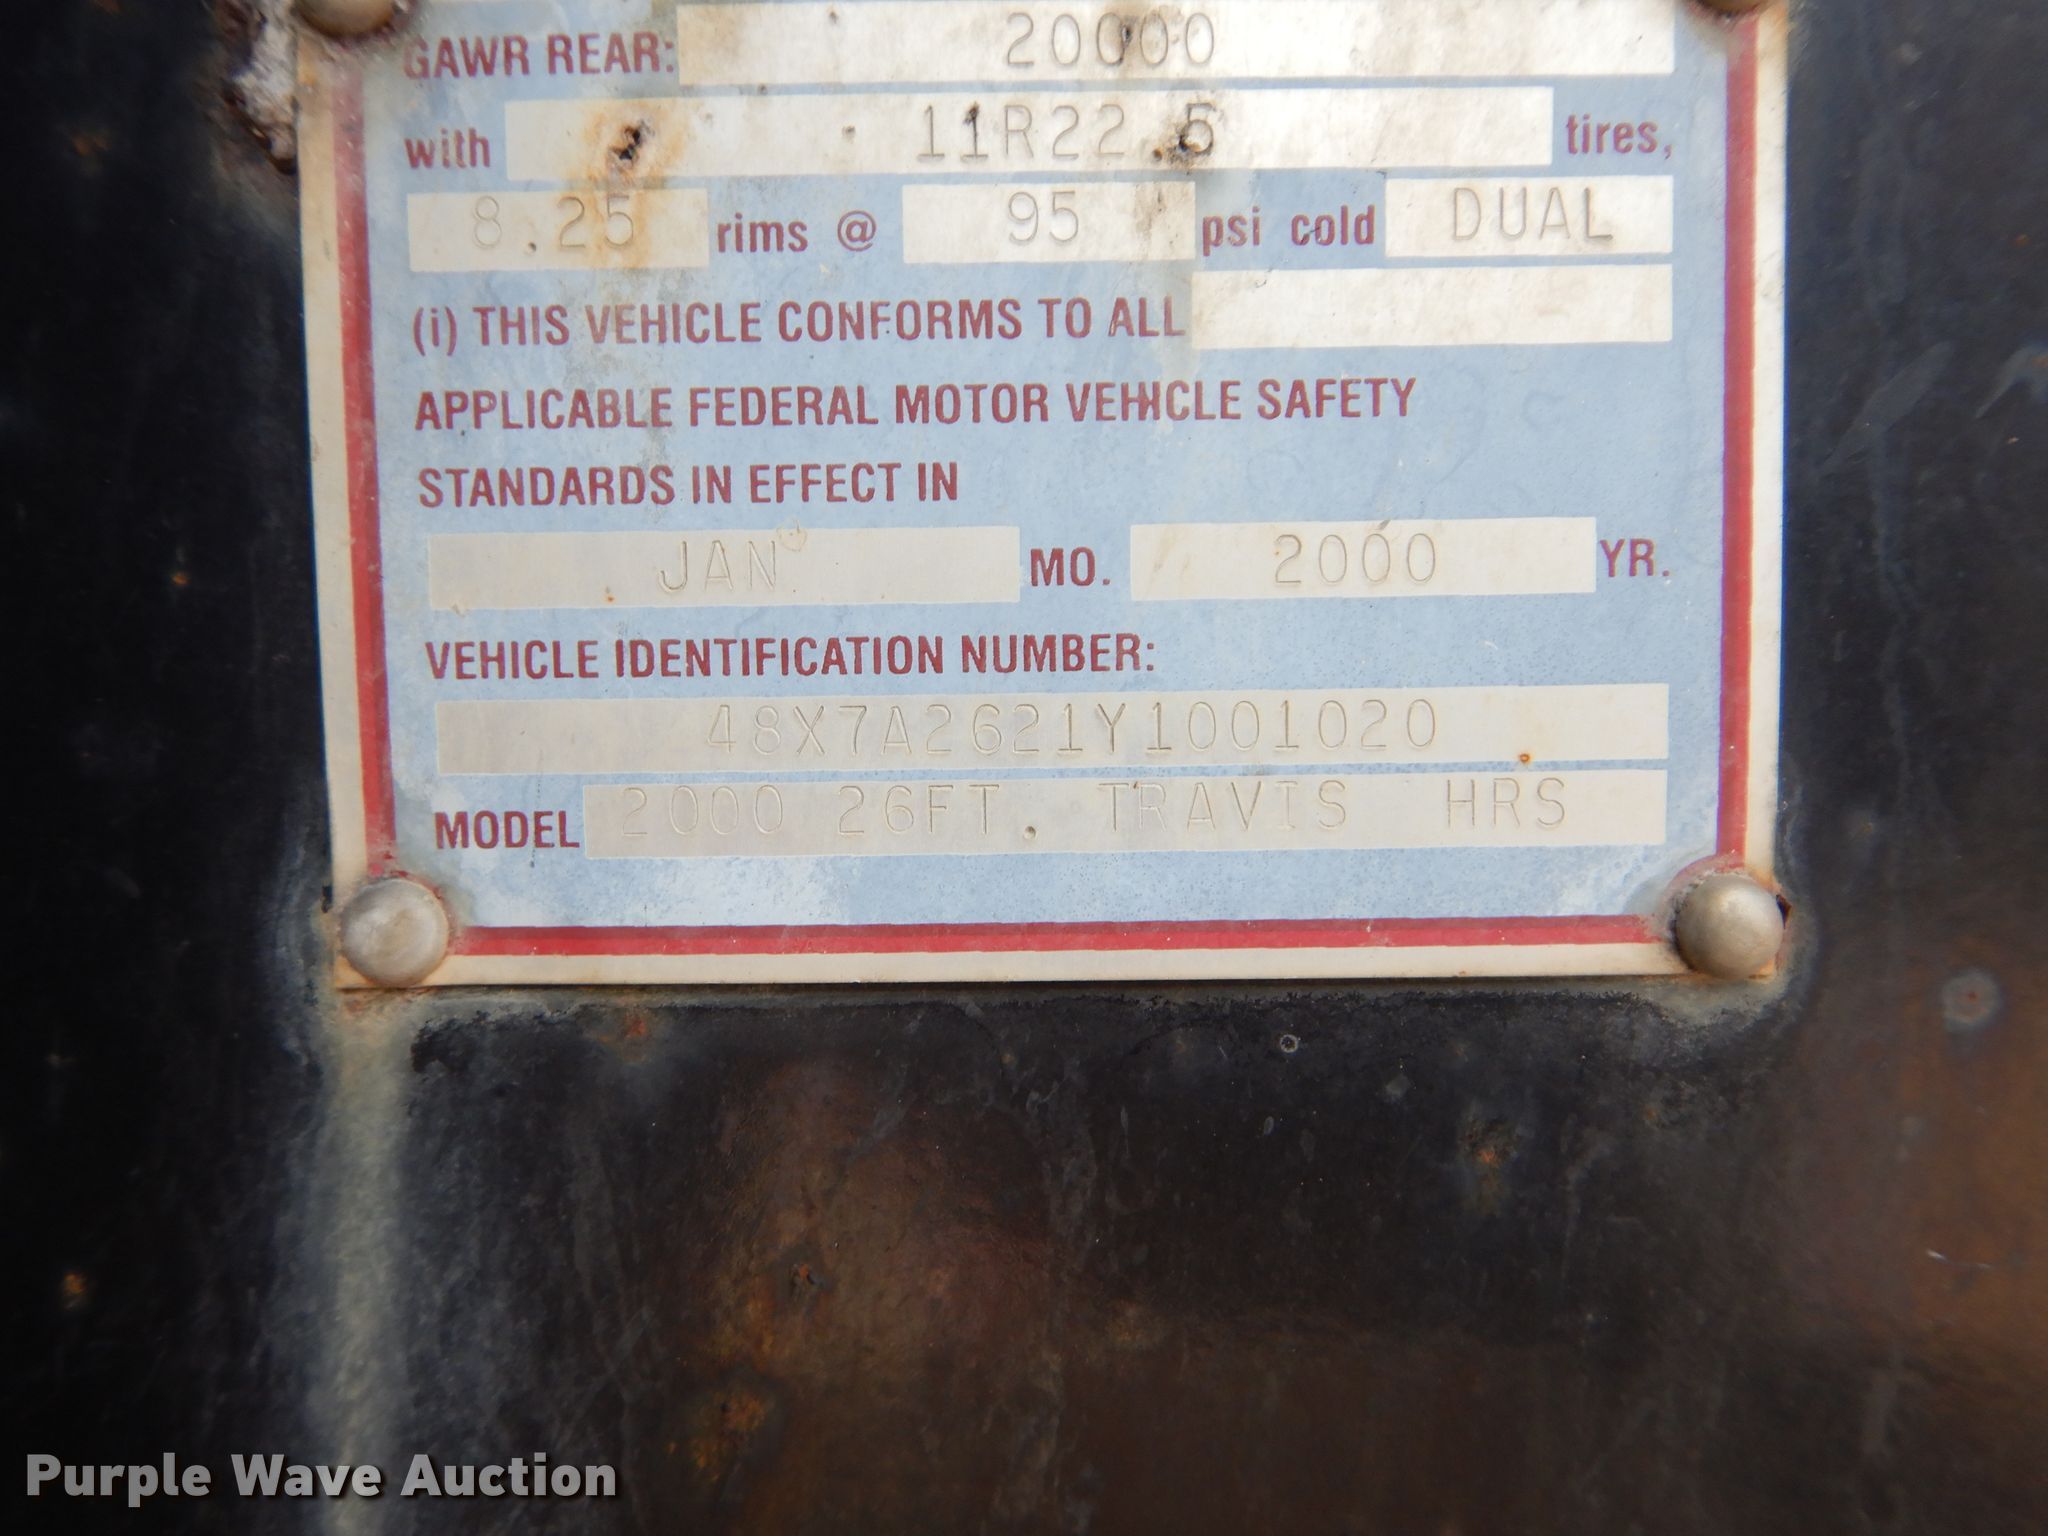 GAWR REAR: 20000
with 11R22.5 tires,
8.25 rims @ 95 psi cold DUAL
(i) THIS VEHICLE CONFORMS TO ALL
APPLICABLE FEDERAL MOTOR VEHICLE SAFETY
STANDARDS IN EFFECT IN
JAN MO. 2000 YR.
VEHICLE IDENTIFICATION NUMBER:
48X7A2621Y1001020
MODEL 2000 26FT. TRAVIS HRS
Purple Wave Auction